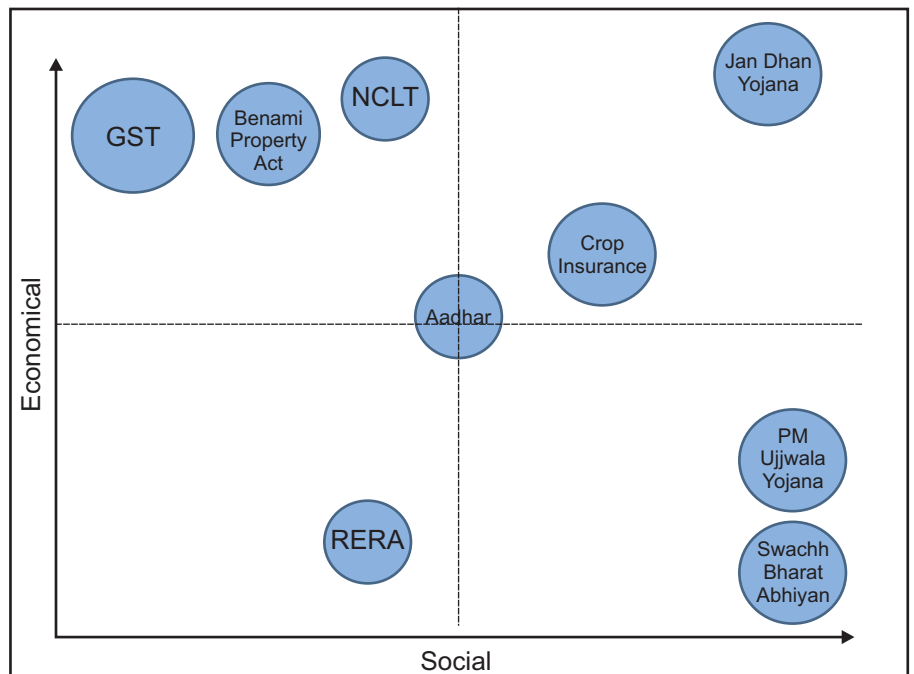 Jan Dhan
Yojana
NCLT
GST
Benami
Property
Act
Crop
Insurance
Aadhar
Economical
PM
Ujjwala
Yojana
RERA
Swachh
Bharat
Abhiyan
Social